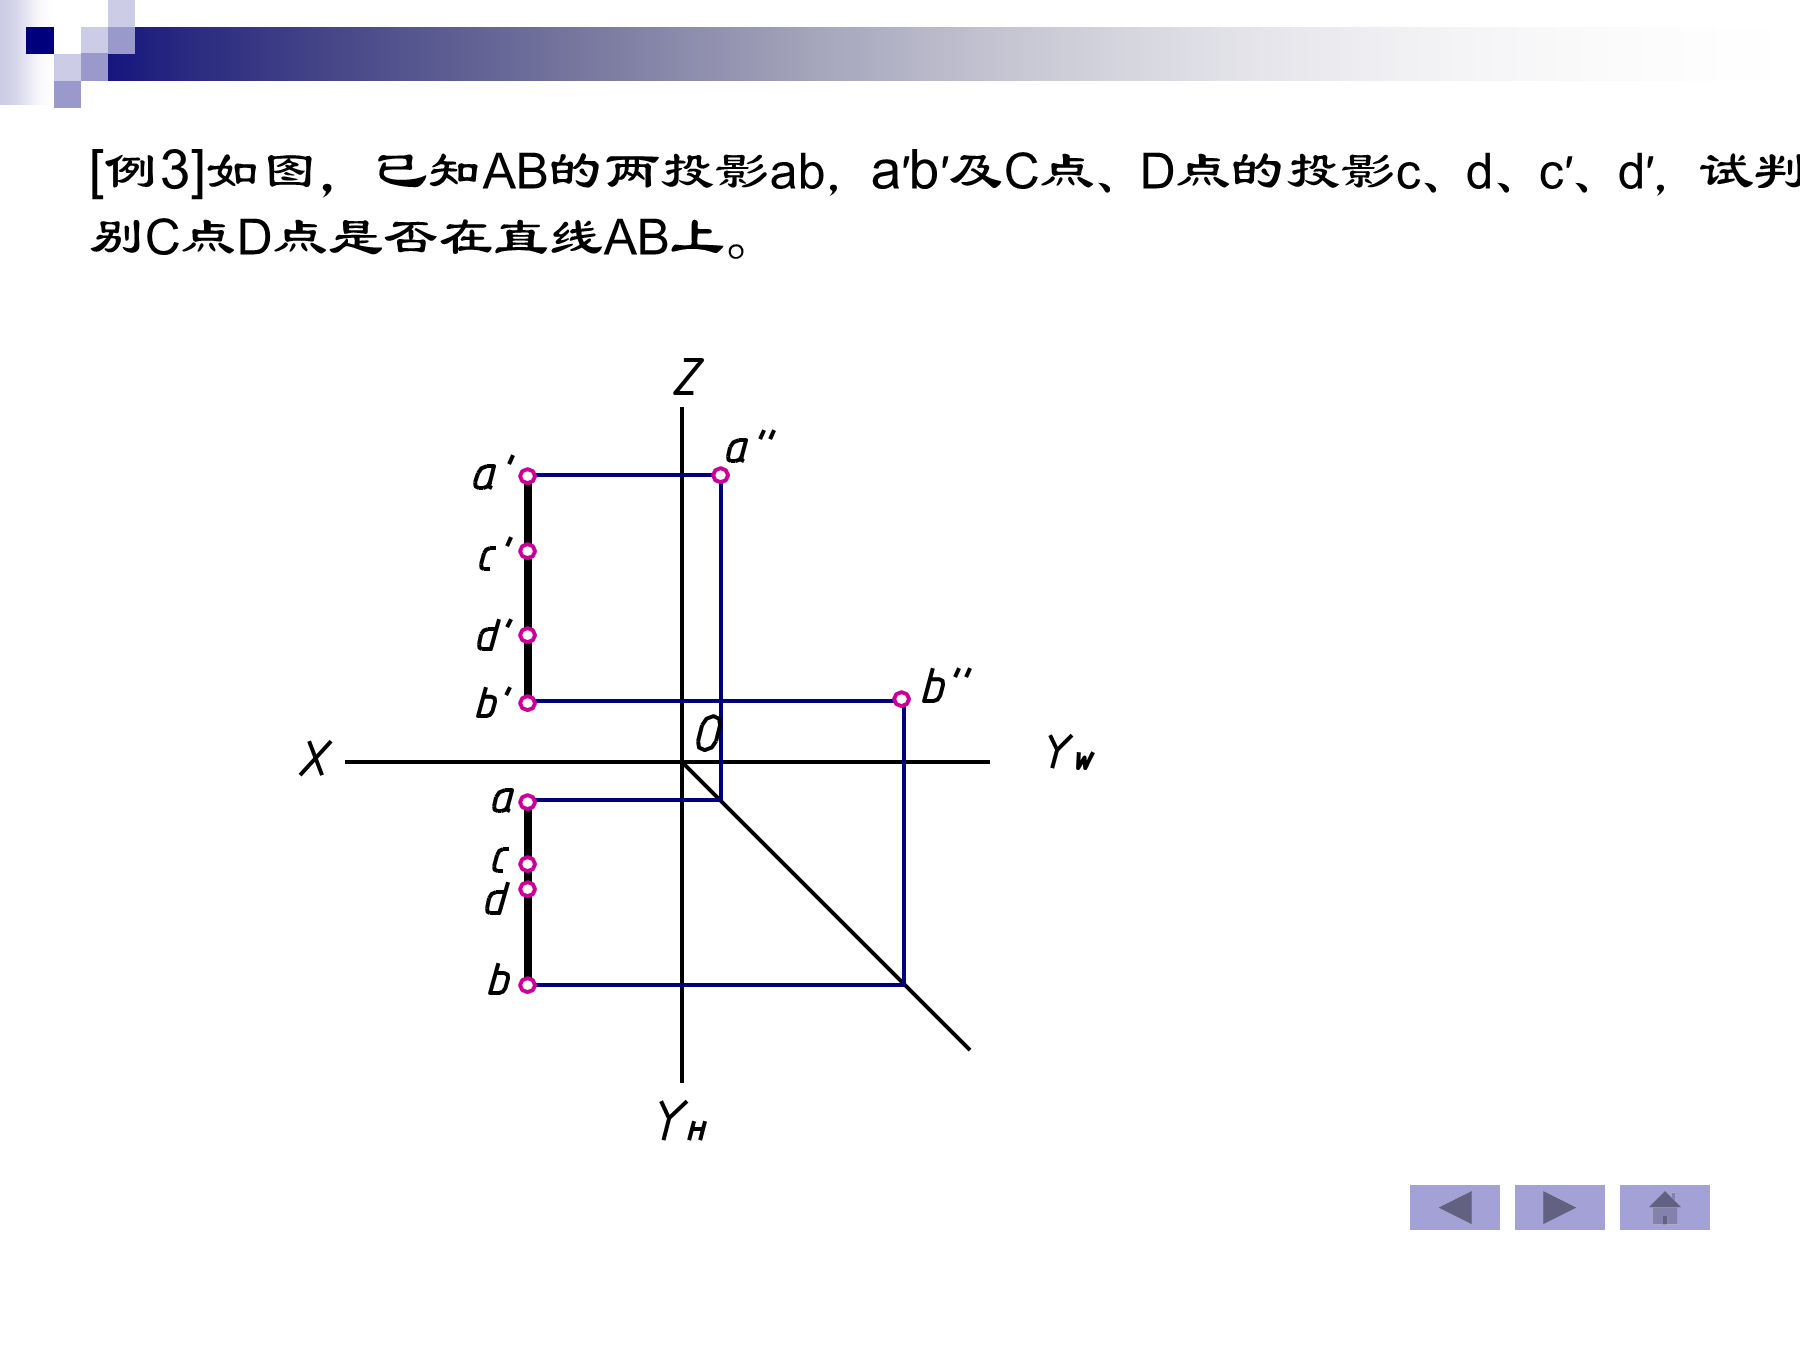 [例3]如图，已知AB的两投影ab，a′b′及C点、D点的投影c、d、c′、d′，试判
别C点D点是否在直线AB上。
Z
a′
a″
c′
d′
b′
b″
O
X
YW
a
c
d
b
YH